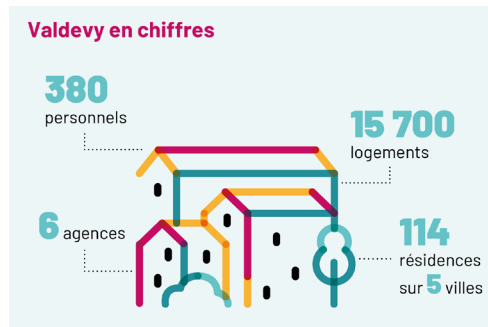 Valdevy en chiffres
380
personnels
15 700
logements
6 agences
114
résidences
sur 5 villes